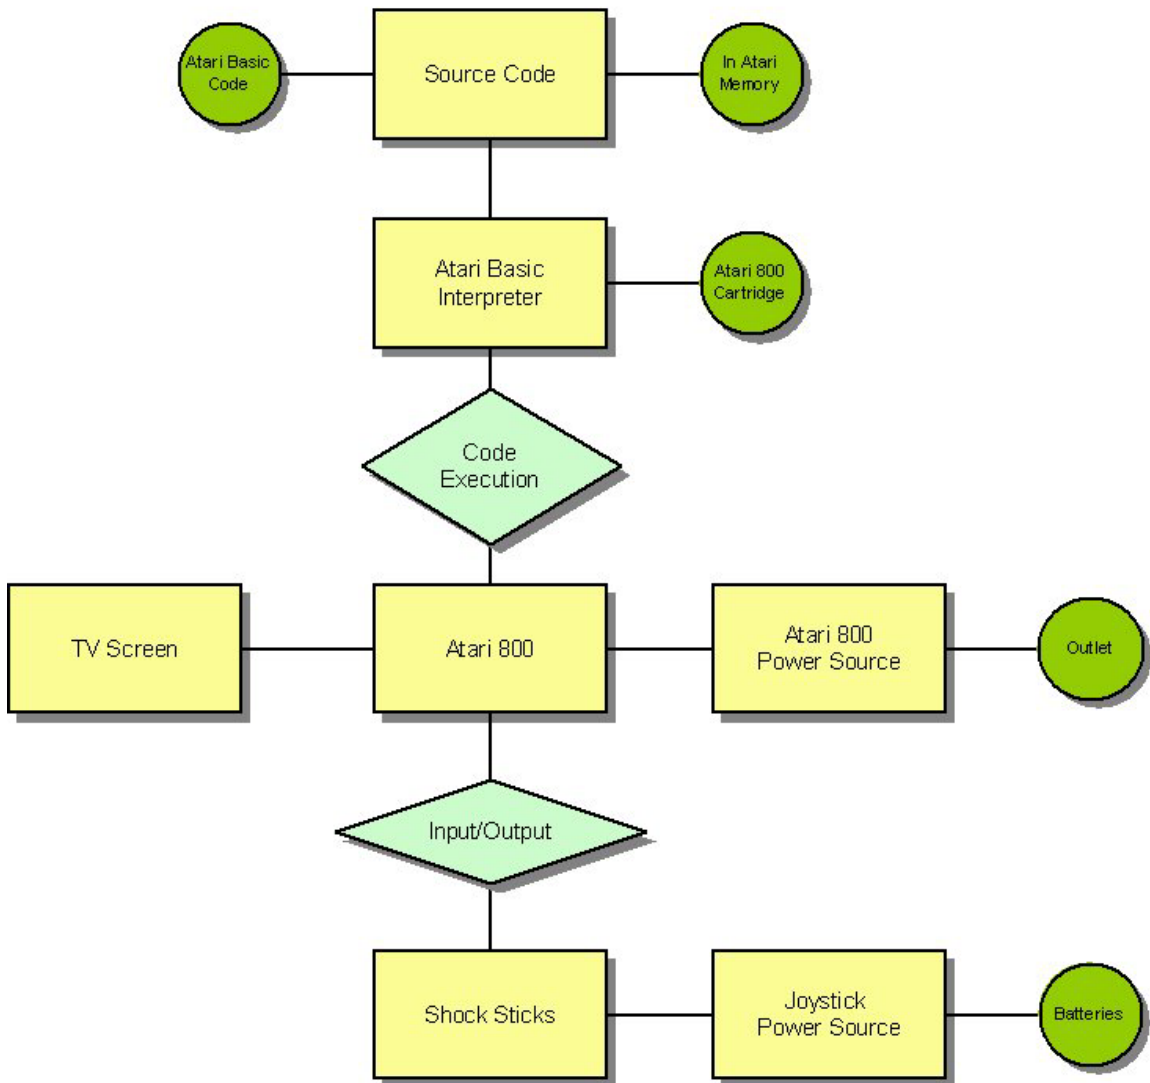 Atari Basic
Code
Source Code
In Atari
Memory
Atari Basic
Interpreter
Atari 800
Cartridge
Code
Execution
TV Screen
Atari 800
Atari 800
Power Source
Outlet
Input/Output
Shock Sticks
Joystick
Power Source
Batteries